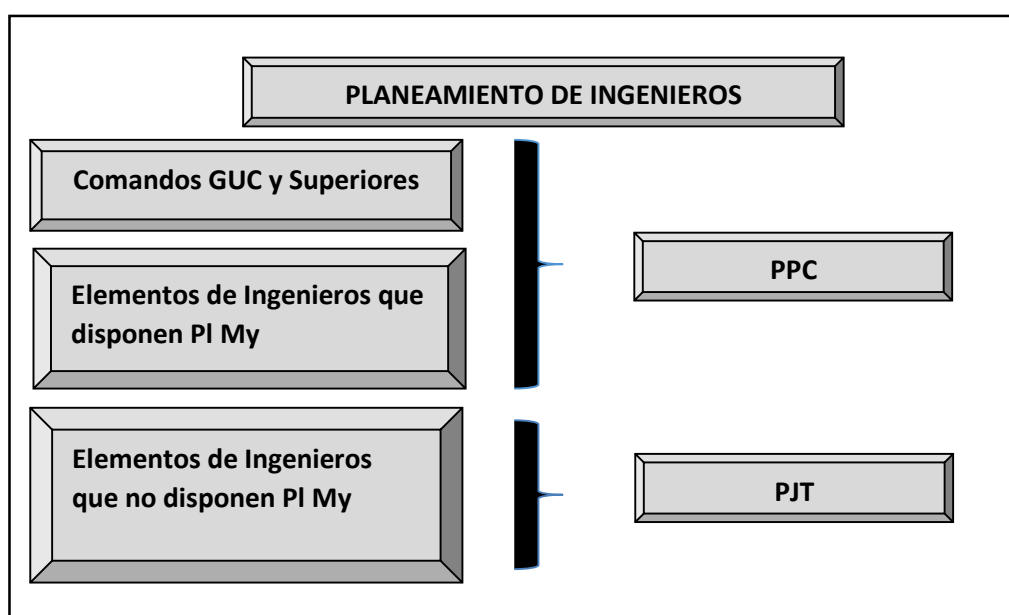 PLANEAMIENTO DE INGENIEROS
Comandos GUC y Superiores
Elementos de Ingenieros que
disponen Pl My
PPC
Elementos de Ingenieros
que no disponen Pl My
PJT